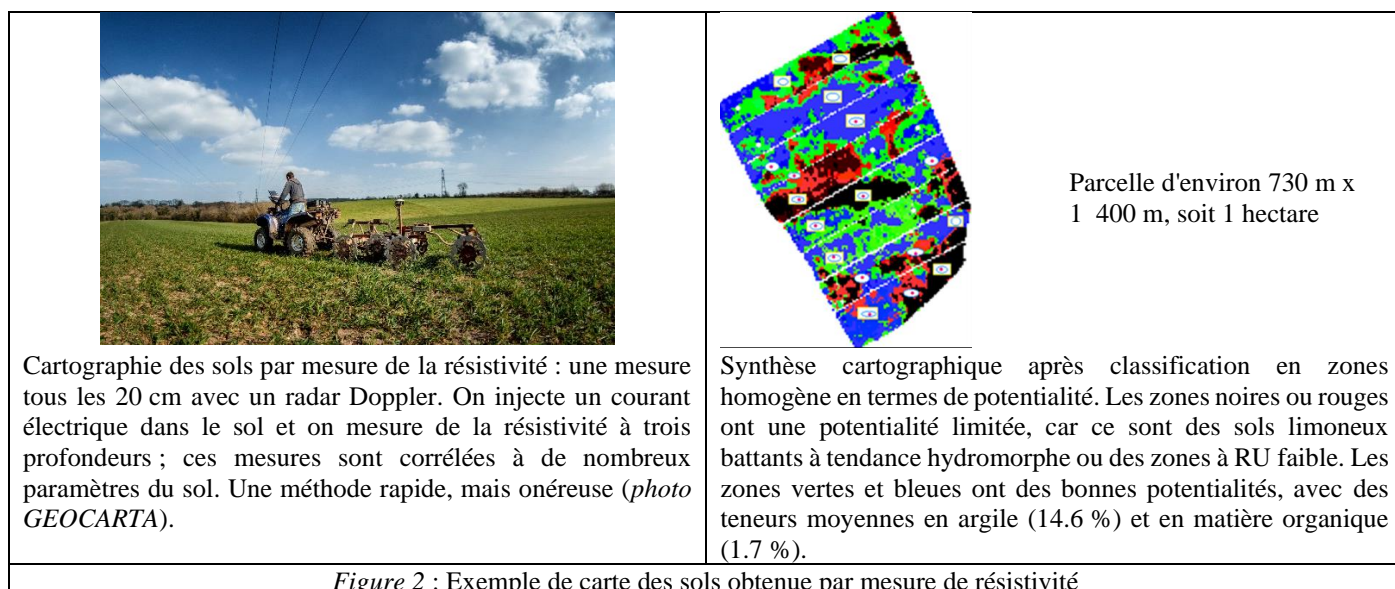 Parcelle d'environ 730 m x
1 400 m, soit 1 hectare
Cartographie des sols par mesure de la résistivité : une mesure
tous les 20 cm avec un radar Doppler. On injecte un courant
électrique dans le sol et on mesure de la résistivité à trois
profondeurs ; ces mesures sont corrélées à de nombreux
paramètres du sol. Une méthode rapide, mais onéreuse (photo
GEOCARTA).
Synthèse cartographique après classification en zones
homogène en termes de potentialité. Les zones noires ou rouges
ont une potentialité limitée, car ce sont des sols limoneux
battants à tendance hydromorphe ou des zones à RU faible. Les
zones vertes et bleues ont des bonnes potentialités, avec des
teneurs moyennes en argile (14.6 %) et en matière organique
(1.7 %).
Figure 2 : Exemple de carte des sols obtenue par mesure de résistivité